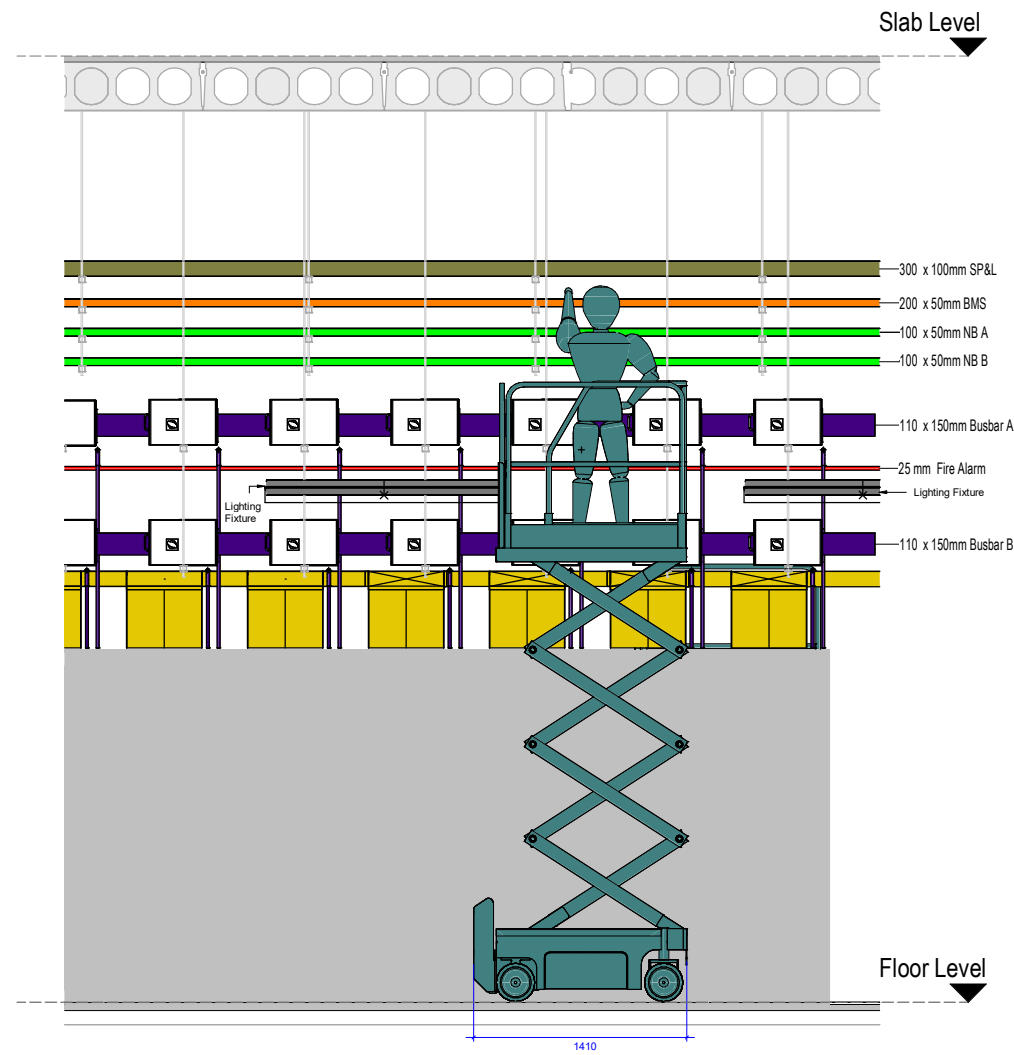 Slab Level
300 x 100mm SP&L
200 x 50mm BMS
100 x 50mm NB A
100 x 50mm NB B
110 x 150mm Busbar A
25 mm Fire Alarm
Lighting
Fixture
Lighting Fixture
110 x 150mm Busbar B
Floor Level
1410